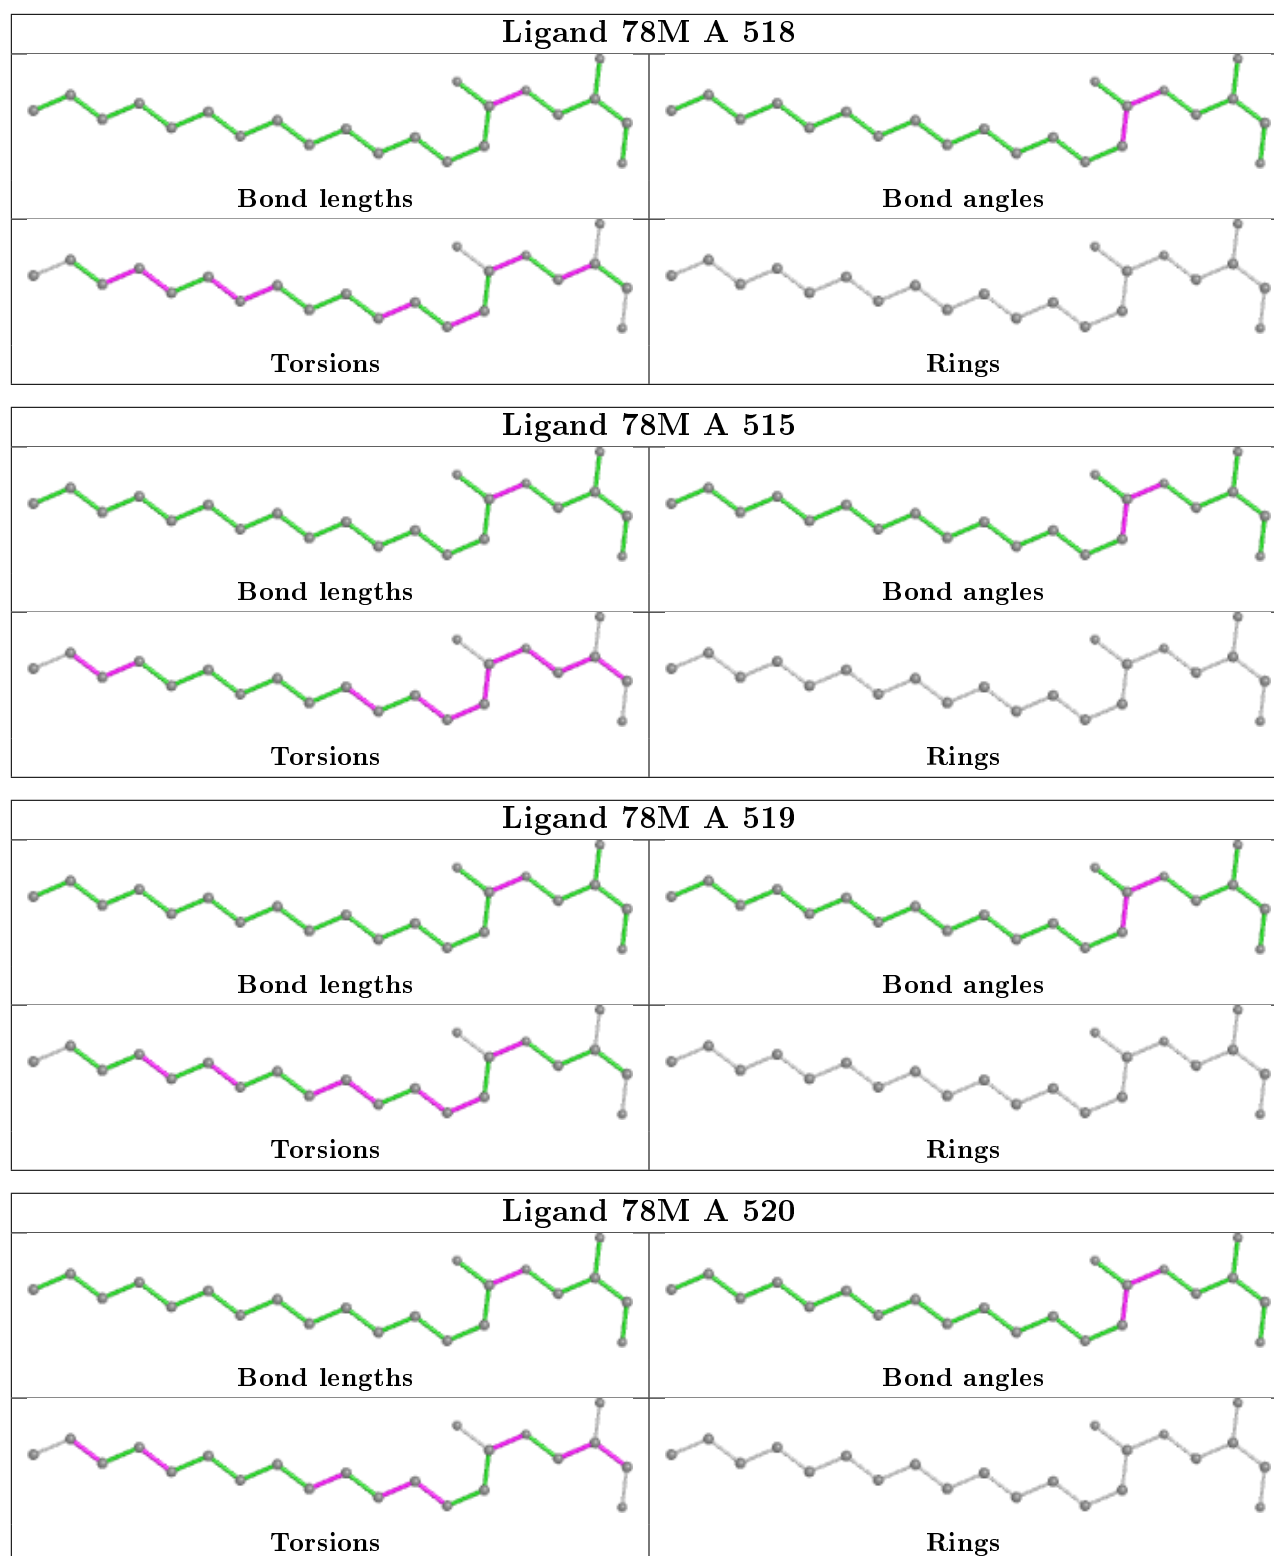 Ligand 78M A 518
Bond lengths
Bond angles
Torsions
Rings
Ligand 78M A 515
Bond lengths
Bond angles
Torsions
Rings
Ligand 78M A 519
Bond lengths
Bond angles
Torsions
Rings
Ligand 78M A 520
Bond lengths
Bond angles
Torsions
Rings